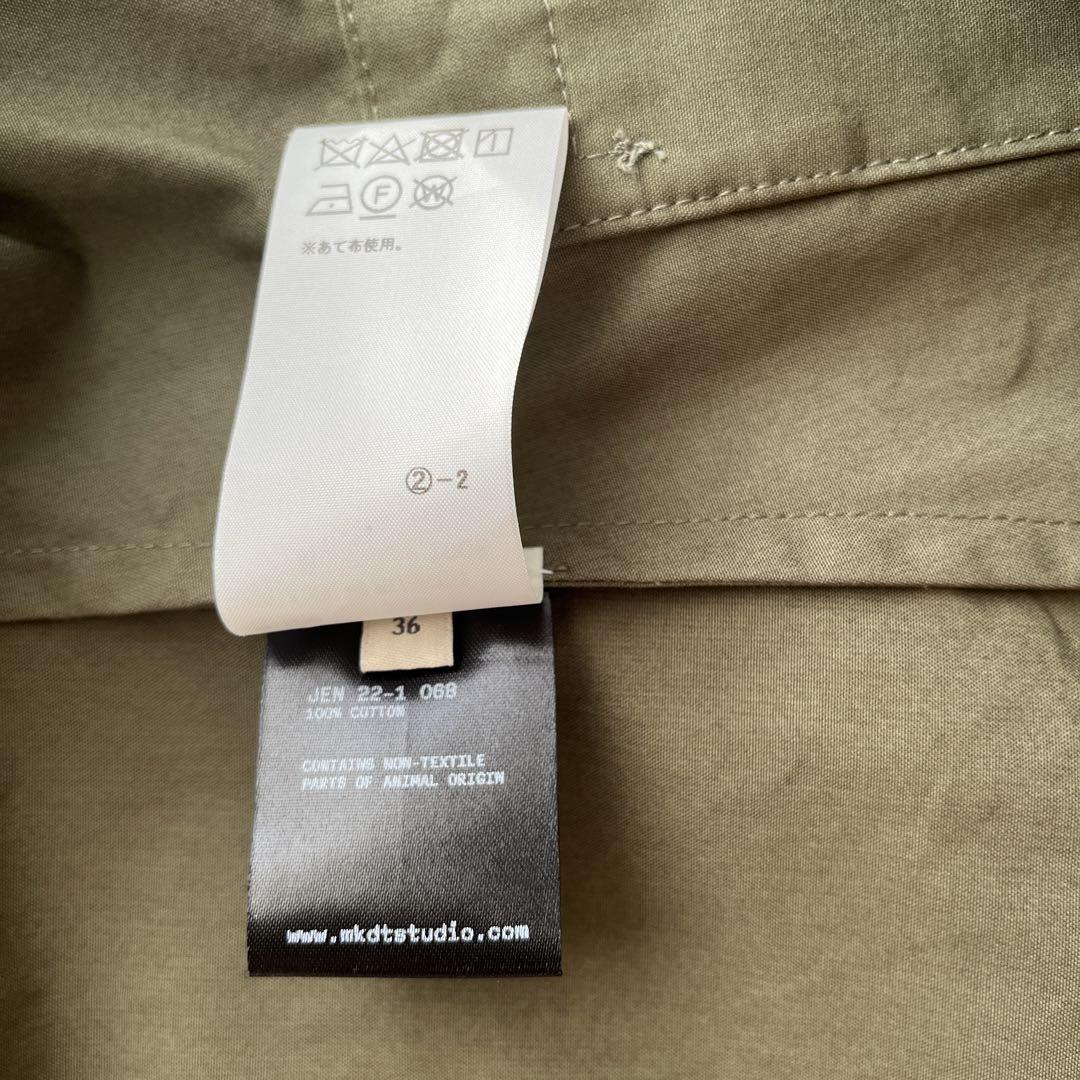 F
W
※あて布使用。
②-2
36
JEN 22-1 06B
100% COTTON
CONTAINS NON-TEXTILE
PARTS OF ANIMAL ORIGIN
www.mkdtstudio.com